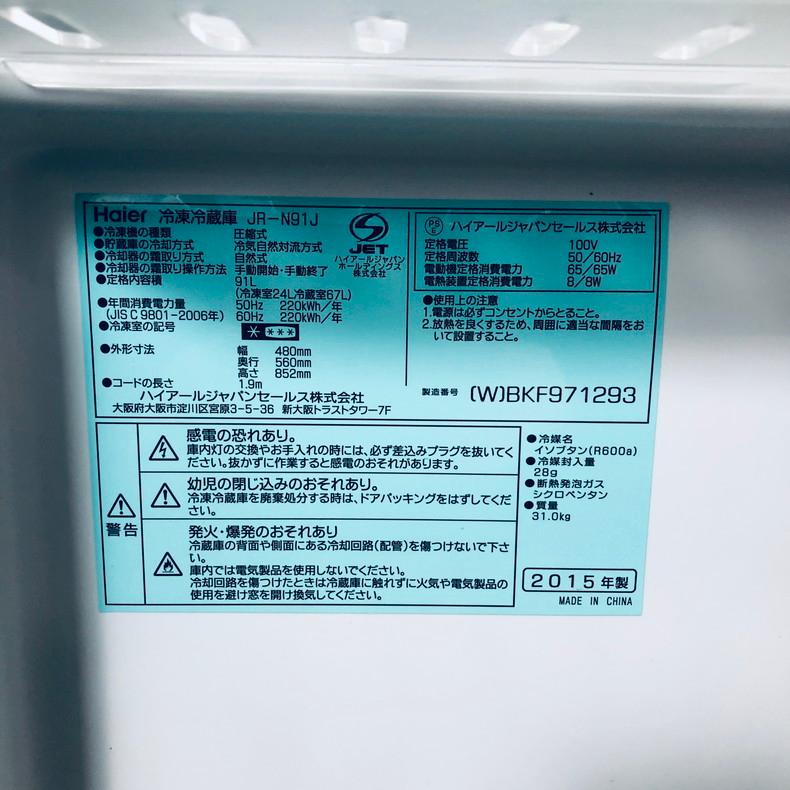 Haier 冷凍冷蔵庫 JR-N91J
●冷凍機の種類 圧縮式
●貯蔵庫の冷却方式 冷気自然対流方式
●冷却器の霜取り方式 自然式
●冷却器の霜取り操作方法 手動開始・手動終了
●定格内容積 91L
(冷凍室24L冷蔵室67L)
●年間消費電力量 50Hz 220kWh/年
(JIS C 9801-2006年) 60Hz 220kWh/年
●冷凍室の記号
●外形寸法 幅 480mm
奥行 560mm
高さ 852mm
●コードの長さ 1.9m
ハイアールジャパンセールス株式会社
大阪府大阪市淀川区宮原3-5-36 新大阪トラストタワー7F
S
JET
ハイアールジャパン
ホールディングス
株式会社
PSE ハイアールジャパンセールス株式会社
定格電圧 100V
定格周波数 50/60Hz
電動機定格消費電力 65/65W
電熱装置定格消費電力 8/8W
●使用上の注意
1.電源は必ずコンセントからとること。
2.放熱を良くするため、周囲に適当な間隔をお
いて設置すること。
製造番号 (W)BKF971293
警告
感電の恐れあり。
庫内灯の交換やお手入れの時には、必ず差込みプラグを抜いてく
ださい。抜かずに作業すると感電のおそれがあります。
幼児の閉じ込みのおそれあり。
冷凍冷蔵庫を廃棄処分する時は、ドアパッキングをはずしてくだ
さい。
発火・爆発のおそれあり
冷蔵庫の背面や側面にある冷却回路(配管)を傷つけないで下さ
い。
庫内では電気製品を使用しないでください。
冷却回路を傷つけたときは冷蔵庫に触れずに火気や電気製品の
使用を避け窓を開け換気してください。
●冷媒名
イソブタン(R600a)
●冷媒封入量
28g
●断熱発泡ガス
シクロペンタン
●質量
31.0kg
2015年製
MADE IN CHINA